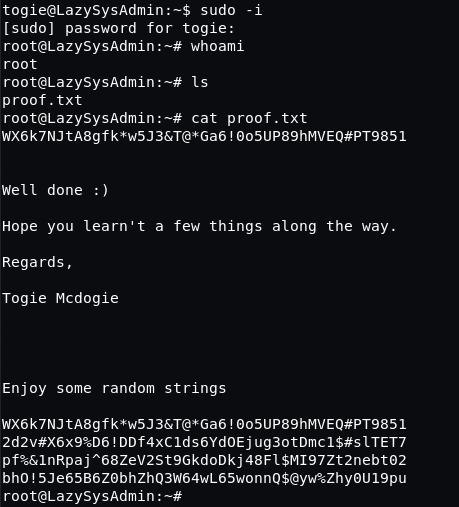 togie@LazySysAdmin:~$ sudo -i
[sudo] password for togie:
root@LazySysAdmin:~# whoami
root
root@LazySysAdmin:~# ls
proof.txt
root@LazySysAdmin:~# cat proof.txt
WX6k7NJtA8gfk*w5J3&T@*Ga6!0o5UP89hMVEQ#PT9851
Well done :)
Hope you learn't a few things along the way.
Regards,
Togie Mcdogie
Enjoy some random strings
WX6k7NJtA8gfk*w5J3&T@*Ga6!0o5UP89hMVEQ#PT9851
2d2v#X6x9%D6!DDf4xC1ds6YdOEjug3otDmc1$#slTET7
pf%&1nRpaj^68ZeV2St9GkdoDkj48Fl$MI97Zt2nebt02
bhO!5Je65B6Z0bhZhQ3W64wL65wonnQ$@yw%Zhy0U19pu
root@LazySysAdmin:~#